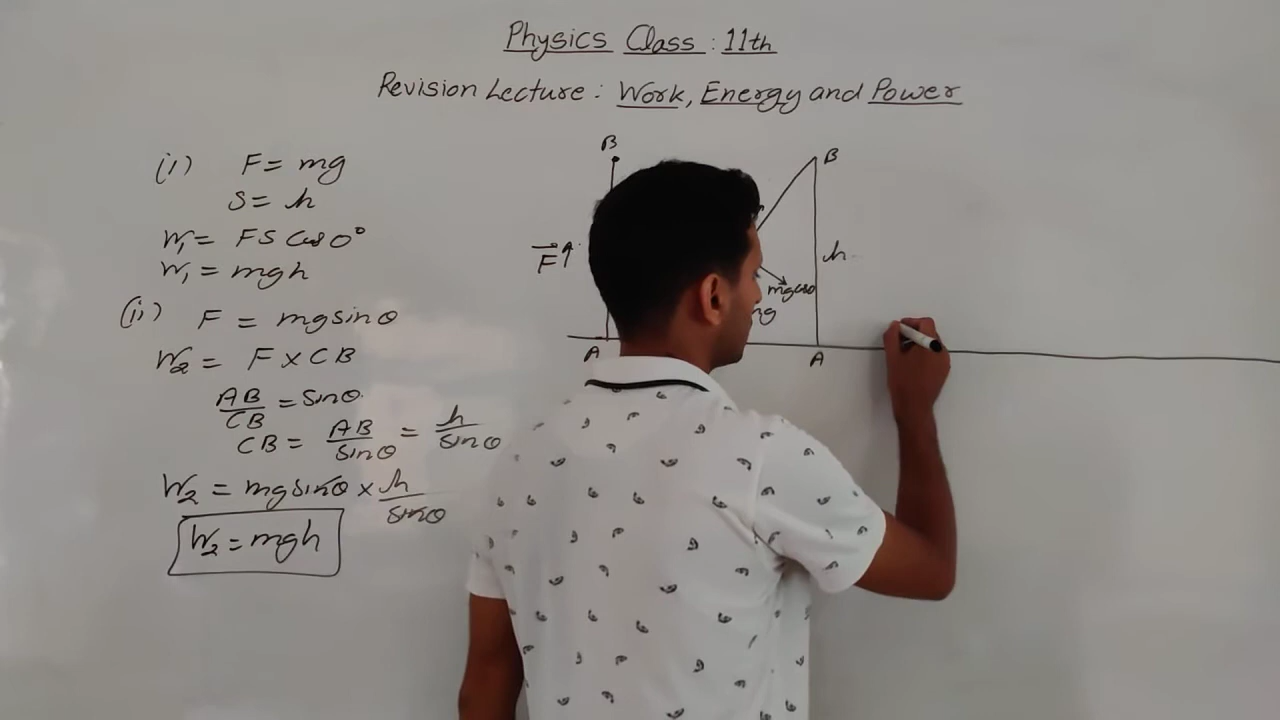 Physics Class : 11th
Revision Lecture : Work, Energy and Power
(i) F = mg
S = h
W₁ = FS Cos 0°
W₁ = mgh
(ii) F = mg sinθ
W₂ = F × CB
AB/CB = sinθ
CB = AB/sinθ = h/sinθ
W₂ = mg sinθ × h/sinθ
W₂ = mgh
B
F
A
B
h
mg cosθ
mg
A